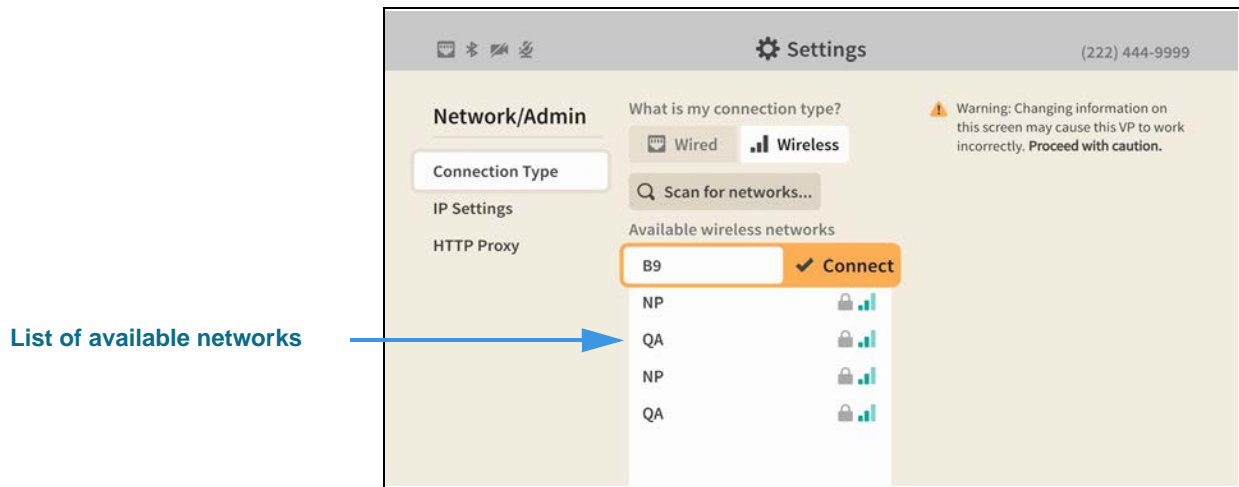 Settings
(222) 444-9999
Network/Admin
Connection Type
IP Settings
HTTP Proxy
What is my connection type?
Wired
Wireless
Scan for networks...
Available wireless networks
B9
Connect
NP
QA
NP
QA
Warning: Changing information on
this screen may cause this VP to work
incorrectly. Proceed with caution.
List of available networks